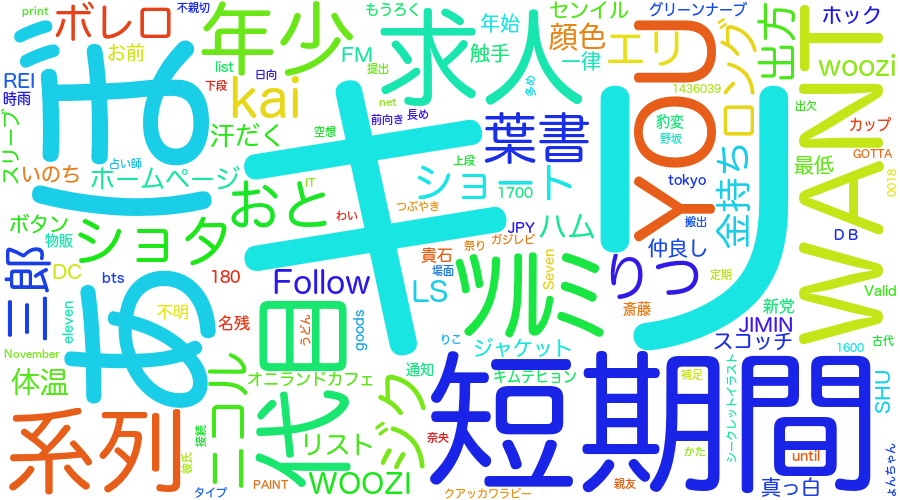 print
ボレロ
お前
REI
時雨
スリーブ
いのち
不親切
年少
list
下段
日向
kai
汗だく
占い師
ホームページ
もうろく
FM
提出
net
前向き
長め
空想
求人
触手
年始
センイル
顔色
一律
多め
葉書
グリーンナーブ
エリ
YOU
1436039
豹変
野坂
ロング
出方
WANT
ホック
woozi
出欠
カップ
GOTTA
0018
最低
金持ち
tokyo
搬出
仲良し
DB
キリ
あ
ボタン
物販
ショタ
おと
IT
わい
つぶやき
上段
ショート
1700
ハム
JPY
ガジレビ
祭り
貴石
場面
Seven
LS
ツルミ
りつ
斎藤
定期
新党
Valid
JIMIN
スコッチ
1600
古代
三郎
DC
bts
180
Follow
名残
不明
eleven
November
体温
ニコル
田代
うどん
goods
オニランドカフェ
通知
りこ
ジャケット
キムテヒョン
リスト
ジジ
奈央
系列
接続
彼氏
タイプ
PAINT
WOOZI
クアッカワラビー
短期間
親友
補足
かた
シークレットイラスト
until
真っ白
SHU
ょんちゃん